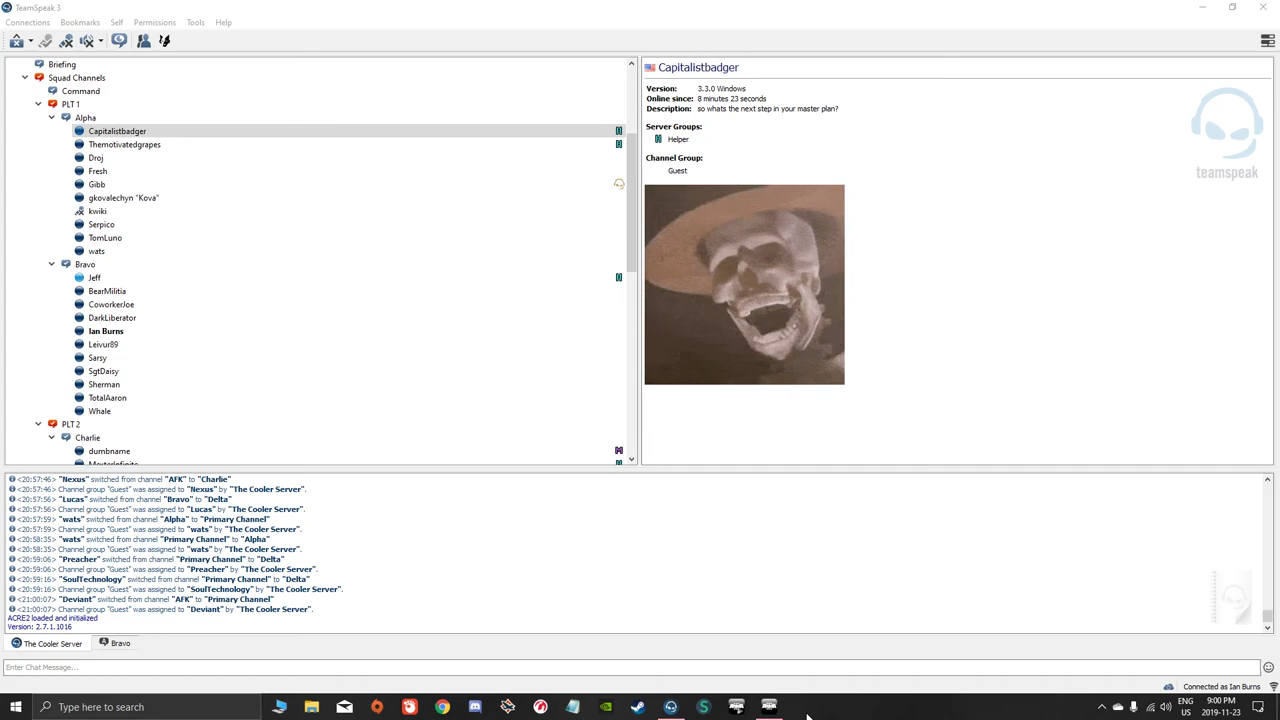 TeamSpeak 3
Connections Bookmarks Self Permissions Tools Help
Briefing
Squad Channels
Command
PLT 1
Alpha
Capitalistbadger
Themotivatedgrapes
Droj
Fresh
Gibb
gkovalechyn "Kova"
kwiki
Serpico
TomLuno
wats
Bravo
Jeff
BearMilitia
CoworkerJoe
DarkLiberator
Ian Burns
Leivur89
Sarsy
SgtDaisy
Sherman
TotalAaron
Whale
PLT 2
Charlie
dumbname
MexterInfinite
Capitalistbadger
Version: 3.3.0 Windows
Online since: 8 minutes 23 seconds
Description: so whats the next step in your master plan?
Server Groups:
Helper
Channel Group:
Guest
teamspeak
<20:57:46> "Nexus" switched from channel "AFK" to "Charlie"
<20:57:46> Channel group "Guest" was assigned to "Nexus" by "The Cooler Server".
<20:57:56> "Lucas" switched from channel "Bravo" to "Delta"
<20:57:56> Channel group "Guest" was assigned to "Lucas" by "The Cooler Server".
<20:57:59> "wats" switched from channel "Alpha" to "Primary Channel"
<20:57:59> Channel group "Guest" was assigned to "wats" by "The Cooler Server".
<20:58:35> "wats" switched from channel "Primary Channel" to "Alpha"
<20:58:35> Channel group "Guest" was assigned to "wats" by "The Cooler Server".
<20:59:06> "Preacher" switched from channel "Primary Channel" to "Delta"
<20:59:06> Channel group "Guest" was assigned to "Preacher" by "The Cooler Server".
<20:59:16> "SoulTechnology" switched from channel "Primary Channel" to "Delta"
<20:59:16> Channel group "Guest" was assigned to "SoulTechnology" by "The Cooler Server".
<21:00:07> "Deviant" switched from channel "AFK" to "Primary Channel"
<21:00:07> Channel group "Guest" was assigned to "Deviant" by "The Cooler Server".
ACRE2 loaded and initialized
Version: 2.7.1.1016
The Cooler Server Bravo
Enter Chat Message...
Connected as Ian Burns
Type here to search
ENG
US
9:00 PM
2019-11-23